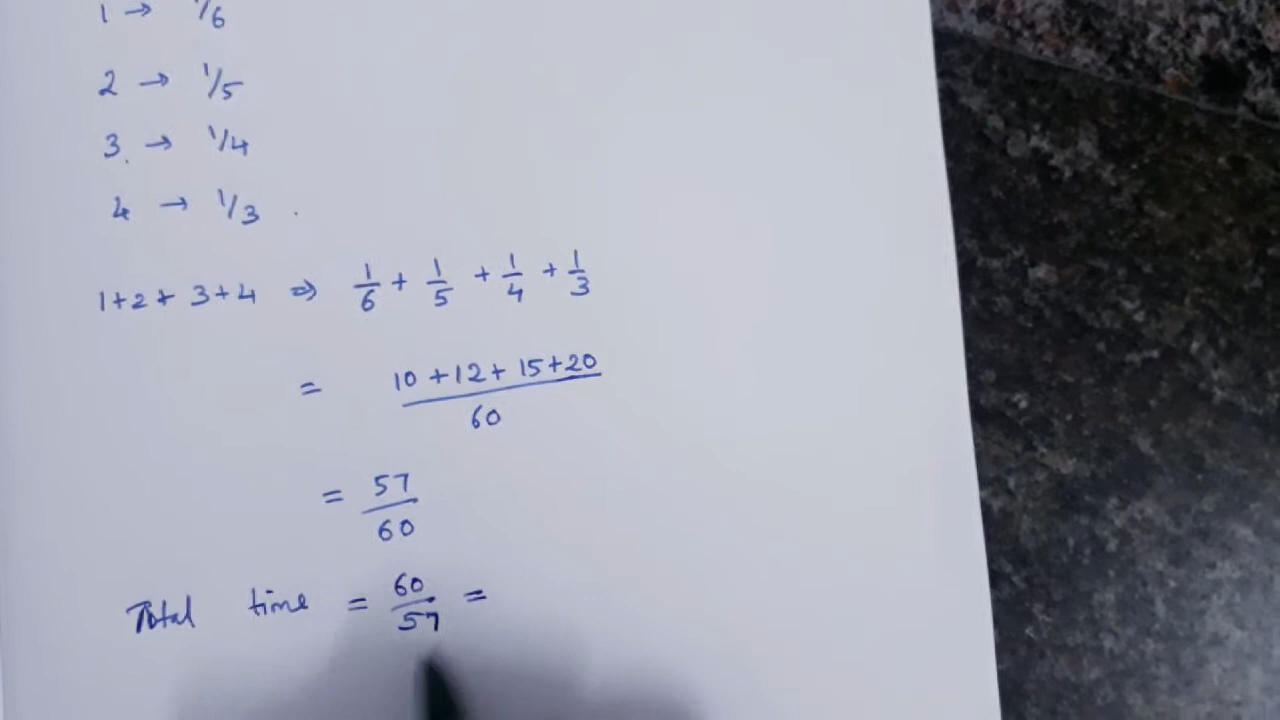 1 → 1/6
2 → 1/5
3 → 1/4
4 → 1/3
1+2+3+4 ⇒ 1/6 + 1/5 + 1/4 + 1/3
= 10+12+15+20/60
= 57/60
Total time = 60/57 =